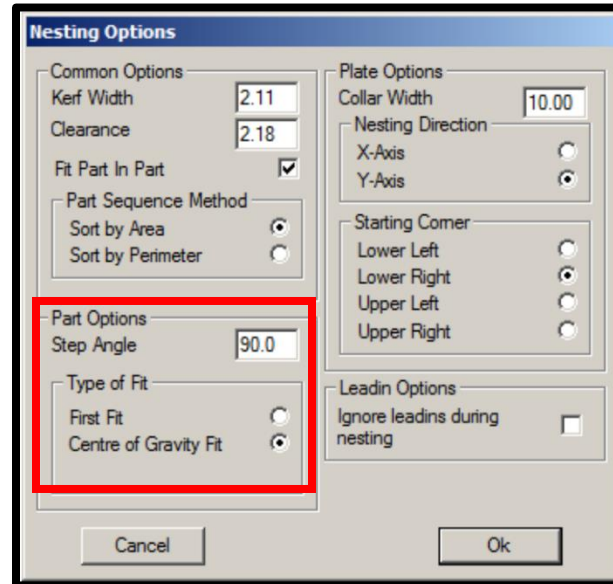 Nesting Options
Common Options
Kerf Width 2.11
Clearance 2.18
Fit Part In Part
Part Sequence Method
Sort by Area
Sort by Perimeter
Part Options
Step Angle 90.0
Type of Fit
First Fit
Centre of Gravity Fit
Plate Options
Collar Width 10.00
Nesting Direction
X-Axis
Y-Axis
Starting Corner
Lower Left
Lower Right
Upper Left
Upper Right
Leadin Options
Ignore leadins during
nesting
Cancel
Ok